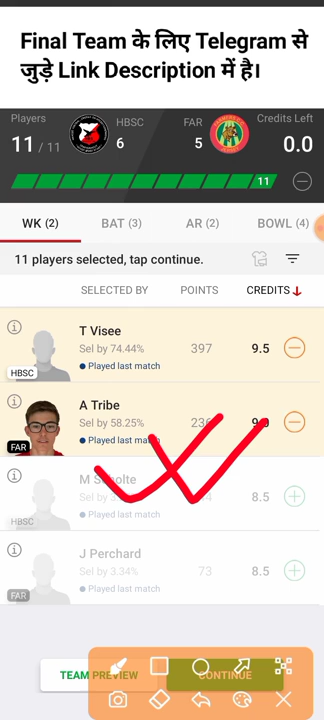 Final Team के लिए Telegram से
जुड़े Link Description में है।
Players HBSC FAR Credits Left
11 / 11 6 5 0.0
11
WK (2) BAT (3) AR (2) BOWL (4)
11 players selected, tap continue.
SELECTED BY POINTS CREDITS
T Visee
Sel by 74.44% 397 9.5
Played last match
HBSC
A Tribe
Sel by 58.25%
Played last match
FAR
Sel by
8.5
Played last match
HBSC
J Perchard
Sel by 3.34% 73 8.5
Played last match
FAR
TEAM PREVIEW CONTINUE